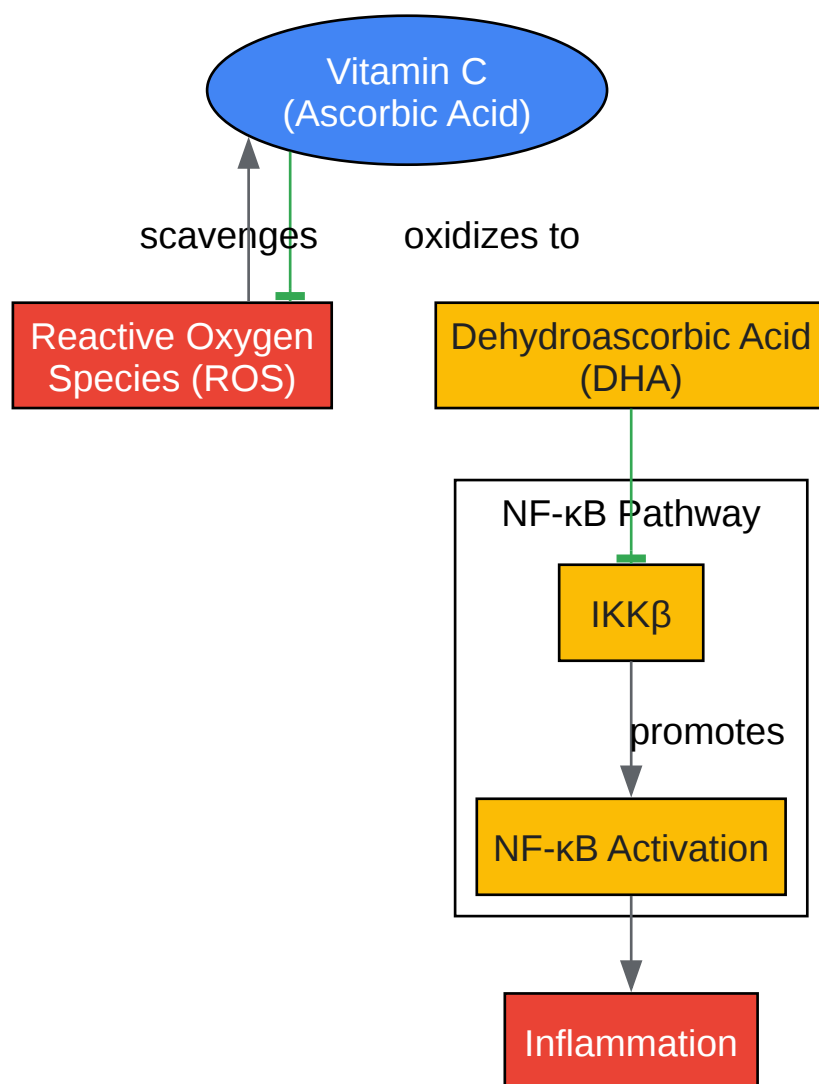 Vitamin C
(Ascorbic Acid)
scavenges
oxidizes to
Reactive Oxygen
Species (ROS)
Dehydroascorbic Acid
(DHA)
NF-κB Pathway
IKKβ
promotes
NF-κB Activation
Inflammation